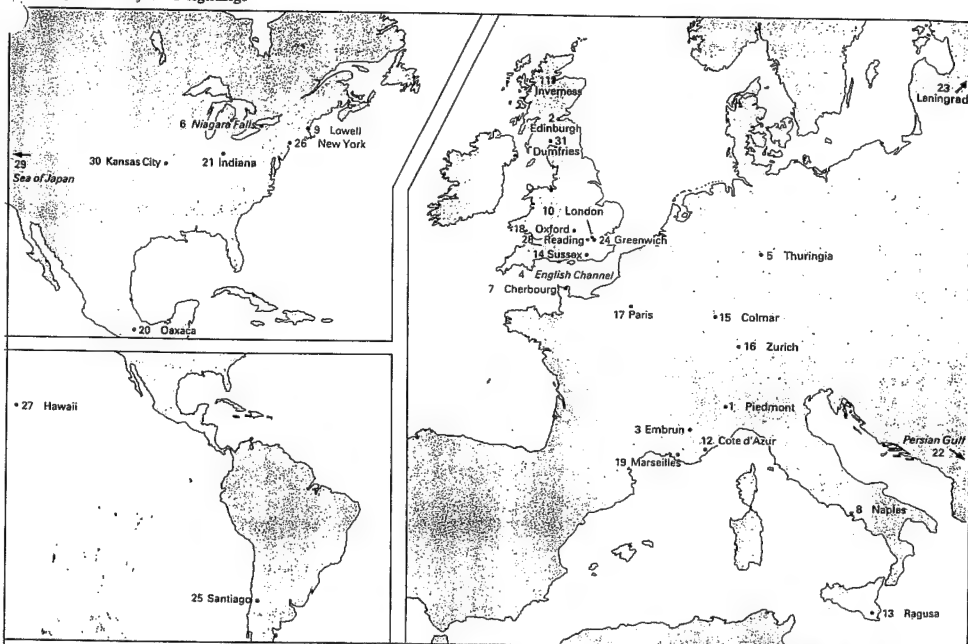 6 Niagara Falls
9 Lowell
New York
26
30 Kansas City
21 Indiana
29
Sea of Japan
20 Oaxaca
27 Hawaii
25 Santiago
11
Inverness
2
Edinburgh
31
Dumfries
10 London
18 Oxford
28 Reading
24 Greenwich
14 Sussex
4 English Channel
7 Cherbourg
17 Paris
5 Thuringia
15 Colmar
16 Zurich
1 Piedmont
3 Embrun
12 Cote d'Azur
19 Marseilles
23
Leningrad
Persian Gulf
22
8 Naples
13 Ragusa